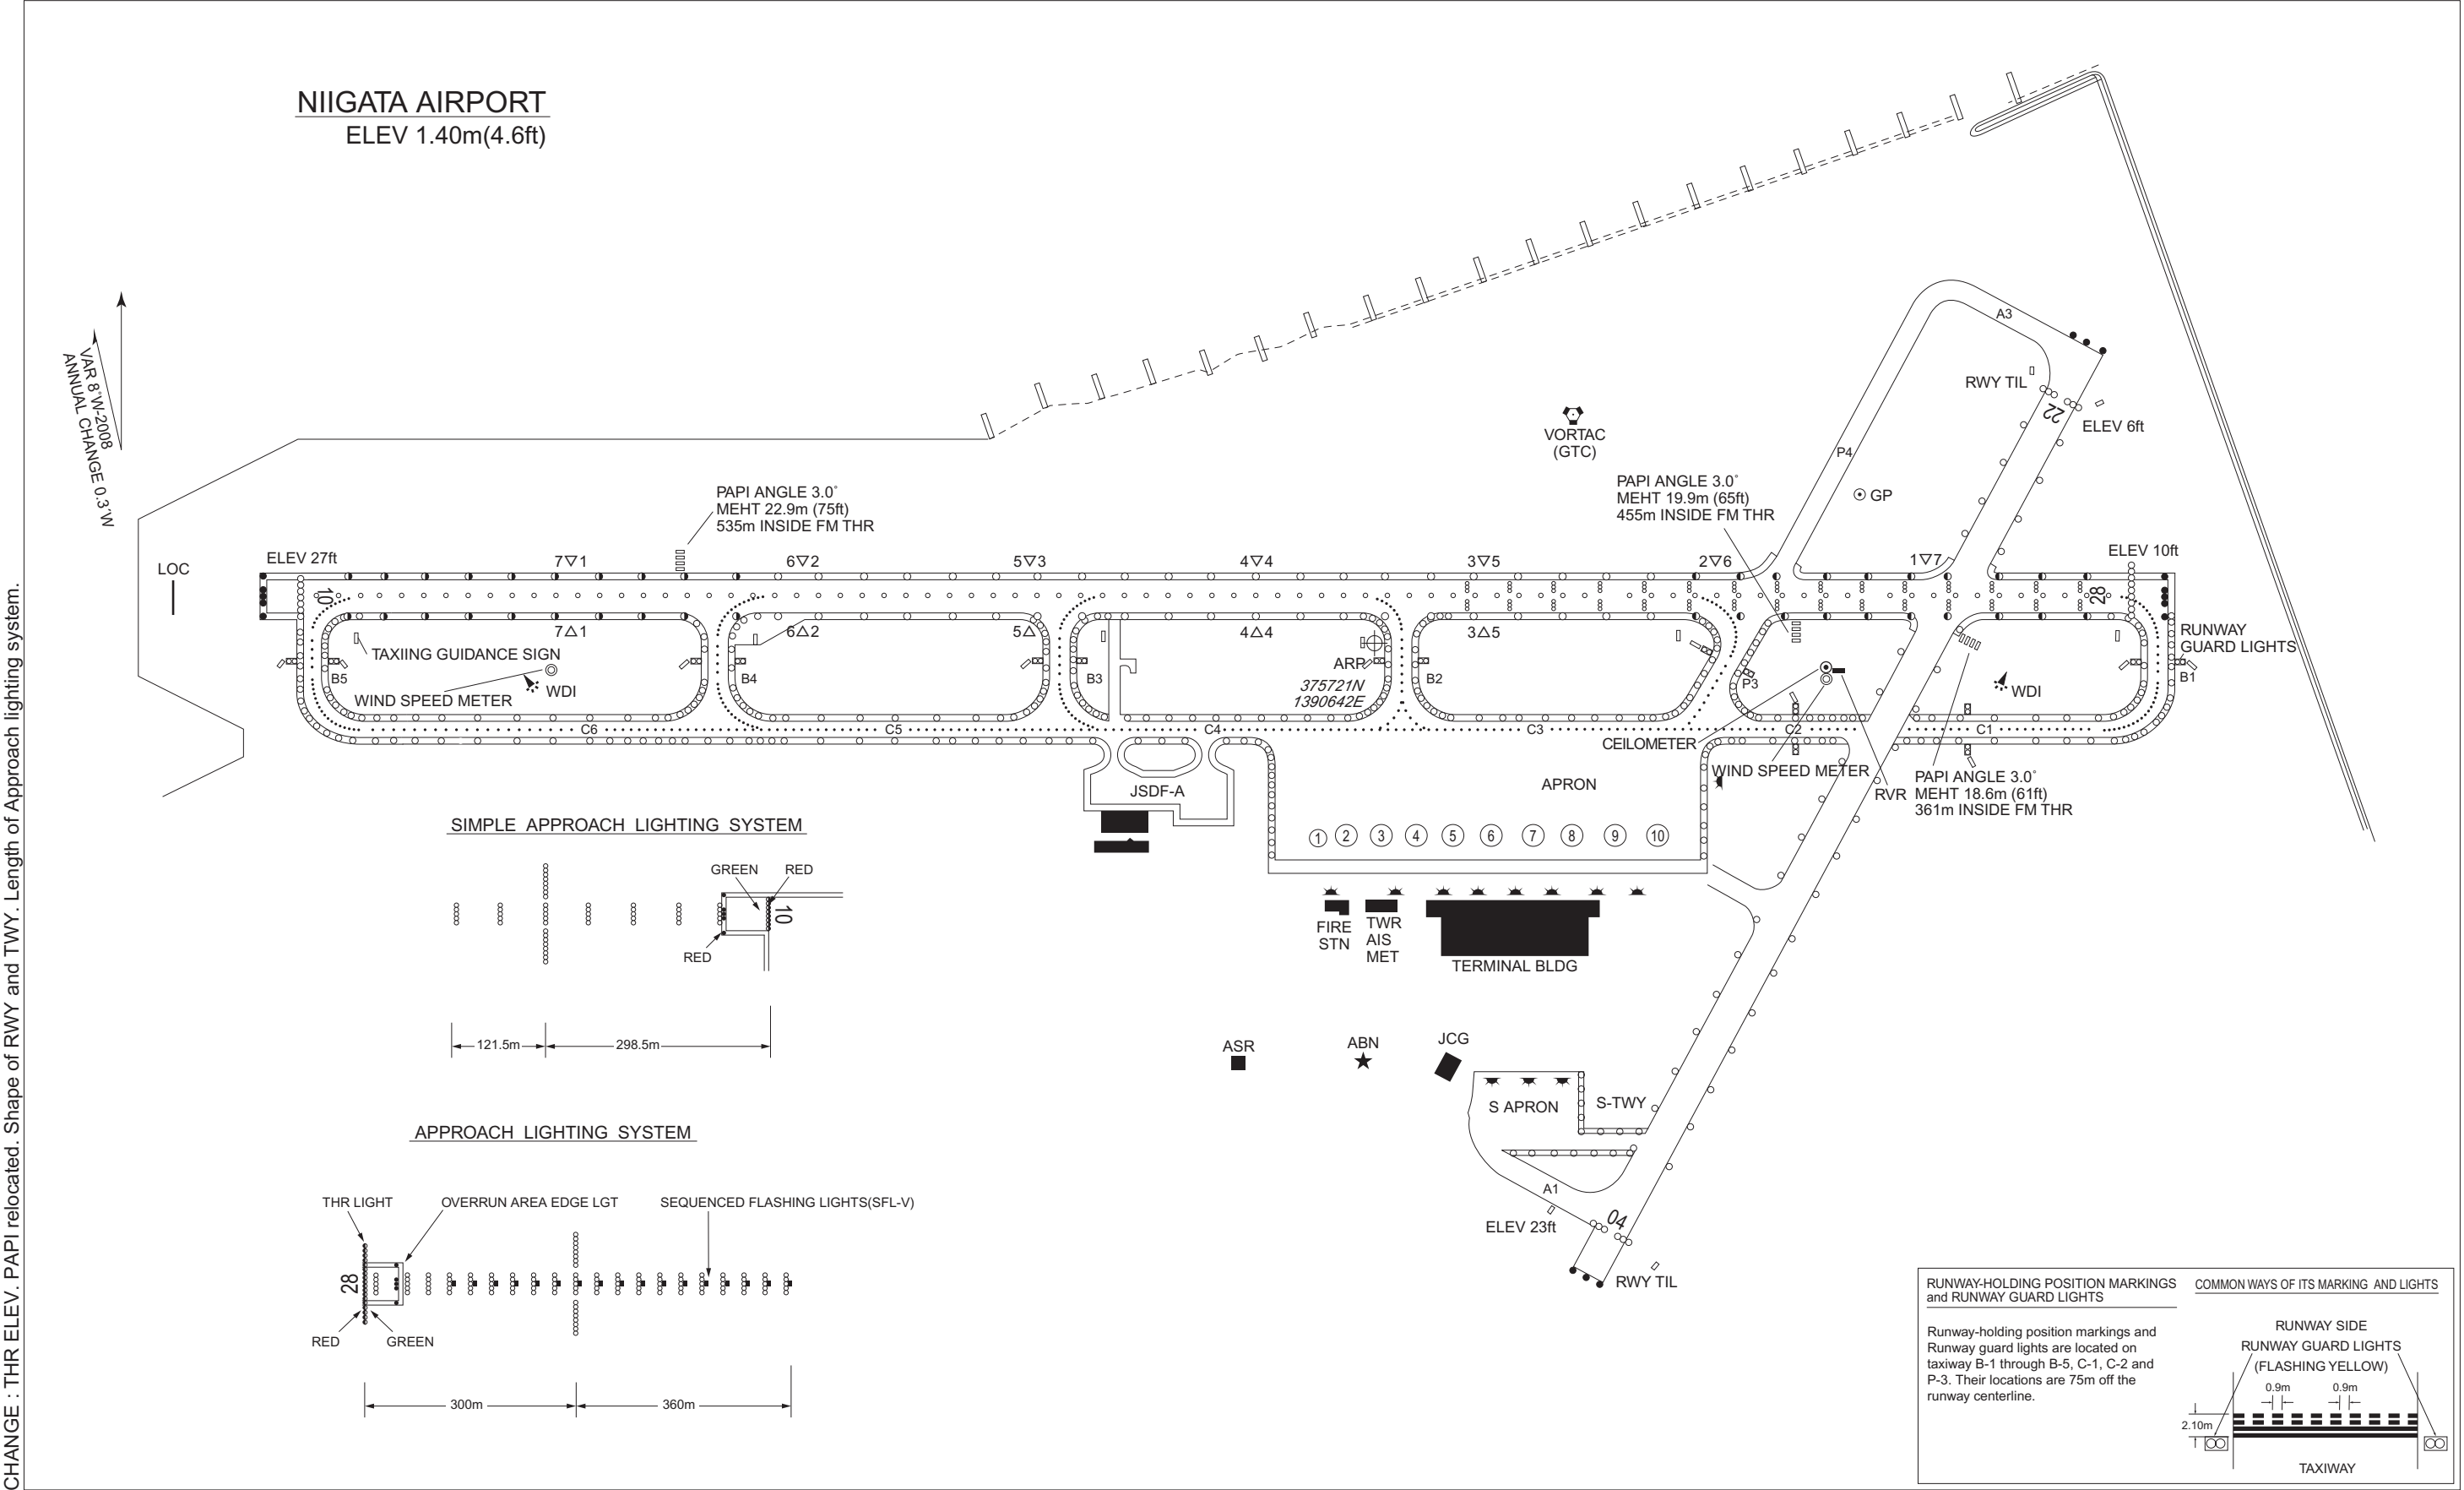 CHANGE : THR ELEV. PAPI relocated. Shape of RWY and TWY. Length of Approach lighting system.
NIIGATA AIRPORT
ELEV 1.40m(4.6ft)
VAR 8°W-2008
ANNUAL CHANGE 0.3°W
A3
RWY TIL
22
ELEV 6ft
VORTAC
(GTC)
P4
GP
PAPI ANGLE 3.0°
MEHT 22.9m (75ft)
535m INSIDE FM THR
PAPI ANGLE 3.0°
MEHT 19.9m (65ft)
455m INSIDE FM THR
LOC
ELEV 27ft
7▽1
6▽2
5▽3
4▽4
3▽5
2▽6
1▽7
ELEV 10ft
10
28
7△1
6△2
5△
4△4
3△5
RUNWAY
GUARD LIGHTS
TAXIING GUIDANCE SIGN
B5
WDI
WIND SPEED METER
B4
B3
ARP
375721N
1390642E
B2
P3
WDI
B1
C6
C5
C4
C3
C2
C1
CEILOMETER
WIND SPEED METER
RVR
PAPI ANGLE 3.0°
MEHT 18.6m (61ft)
361m INSIDE FM THR
JSDF-A
APRON
1
2
3
4
5
6
7
8
9
10
SIMPLE APPROACH LIGHTING SYSTEM
GREEN
RED
10
RED
121.5m
298.5m
FIRE
STN
TWR
AIS
MET
TERMINAL BLDG
ASR
ABN
JCG
S APRON
S-TWY
A1
ELEV 23ft
04
RWY TIL
APPROACH LIGHTING SYSTEM
THR LIGHT
OVERRUN AREA EDGE LGT
SEQUENCED FLASHING LIGHTS(SFL-V)
28
RED
GREEN
300m
360m
RUNWAY-HOLDING POSITION MARKINGS
and RUNWAY GUARD LIGHTS
Runway-holding position markings and
Runway guard lights are located on
taxiway B-1 through B-5, C-1, C-2 and
P-3. Their locations are 75m off the
runway centerline.
COMMON WAYS OF ITS MARKING AND LIGHTS
RUNWAY SIDE
RUNWAY GUARD LIGHTS
(FLASHING YELLOW)
0.9m
0.9m
2.10m
TAXIWAY